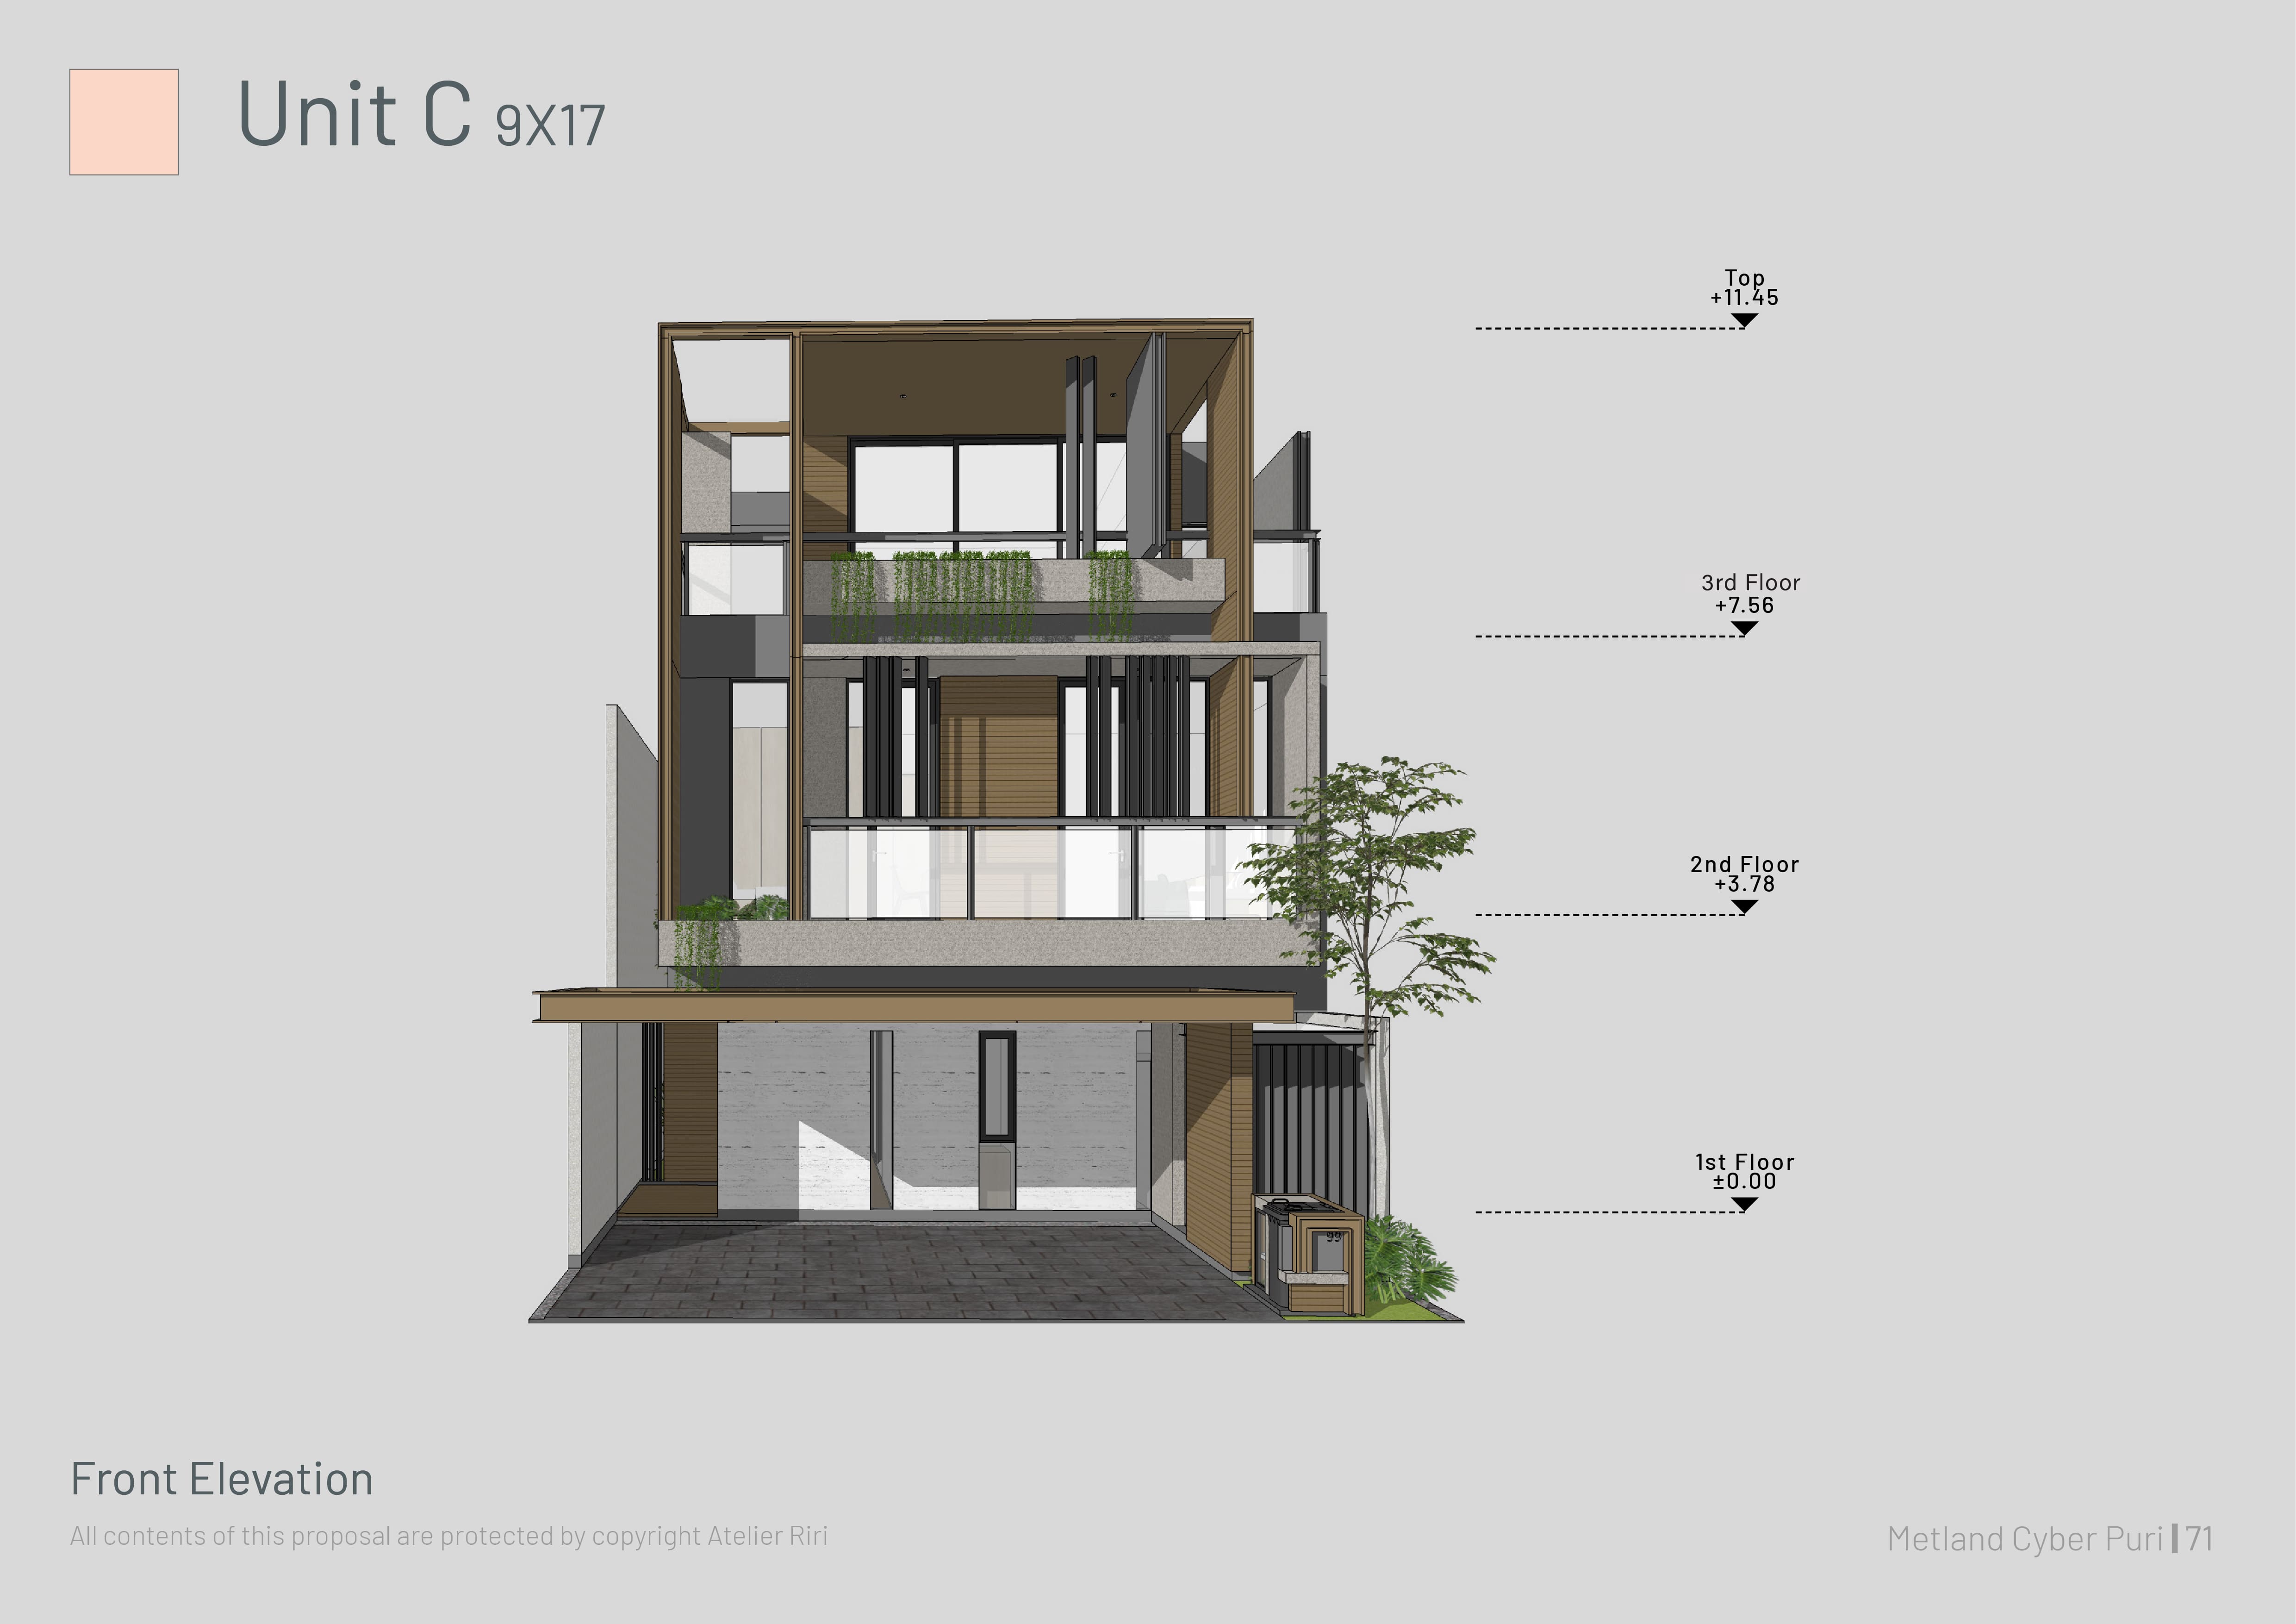 Unit C 9X17
Top
+11.45
3rd Floor
+7.56
2nd Floor
+3.78
1st Floor
±0.00
99
Front Elevation
All contents of this proposal are protected by copyright Atelier Riri
Metland Cyber Puri | 71